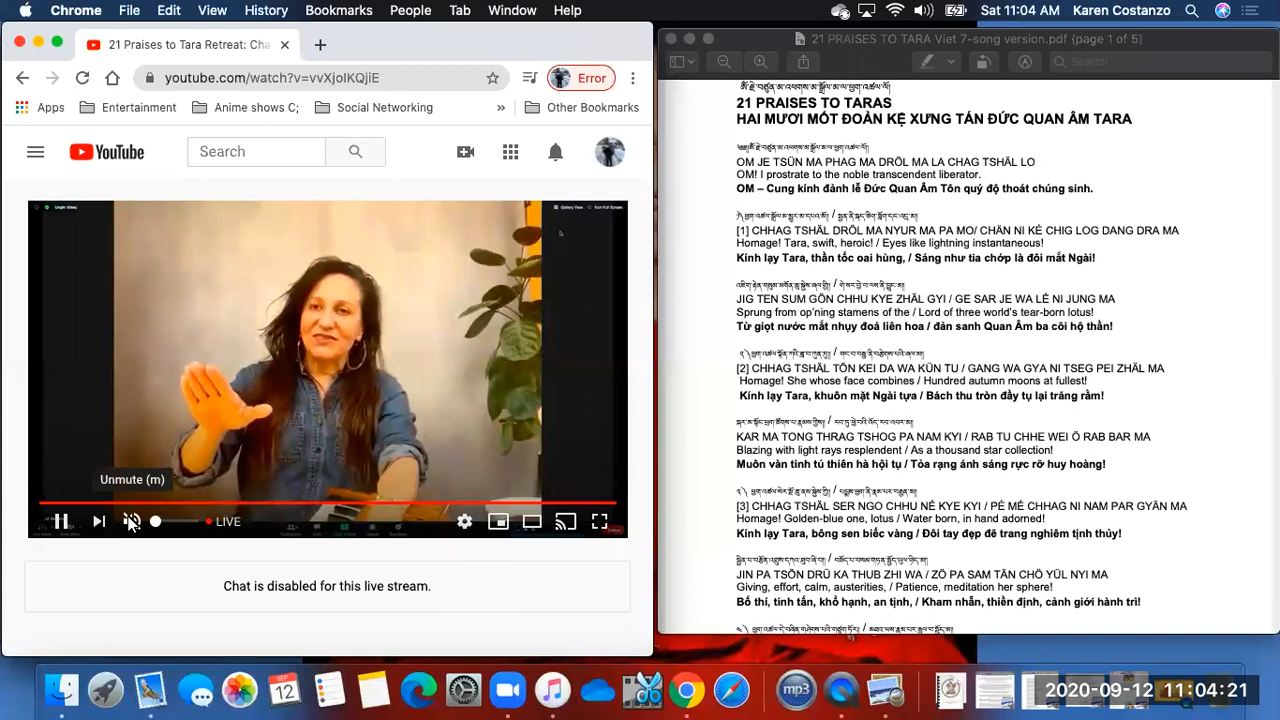 Chrome File Edit View History Bookmarks People Tab Window Help Sat 11:04 AM Karen Costanzo
21 Praises to Tara Retreat: Cha
youtube.com/watch?v=vvXjolKQjiE Error
Apps Entertainment Anime shows C; Social Networking » Other Bookmarks
YouTube Search
Unmute (m)
LIVE
Chat is disabled for this live stream.
21 PRAISES TO TARA Viet 7-song version.pdf (page 1 of 5)
Search
21 PRAISES TO TARAS
HAI MƯƠI MỐT ĐOẢN KỆ XƯNG TÁN ĐỨC QUAN ÂM TARA
OM JE TSÜN MA PHAG MA DRÖL MA LA CHAG TSHÄL LO
OM! I prostrate to the noble transcendent liberator.
OM – Cung kính đảnh lễ Đức Quan Âm Tôn quý độ thoát chúng sinh.
[1] CHHAG TSHÄL DRÖL MA NYUR MA PA MO/ CHÄN NI KÉ CHIG LOG DANG DRA MA
Homage! Tara, swift, heroic! / Eyes like lightning instantaneous!
Kính lạy Tara, thần tốc oai hùng, / Sáng như tia chớp là đôi mắt Ngài!
JIG TEN SUM GÖN CHHU KYE ZHÄL GYI / GE SAR JE WA LÉ NI JUNG MA
Sprung from op'ning stamens of the / Lord of three world's tear-born lotus!
Từ giọt nước mắt nhụy đoá liên hoa / đản sanh Quan Âm ba cõi hộ thần!
[2] CHHAG TSHÄL TÖN KEI DA WA KÜN TU / GANG WA GYA NI TSEG PEI ZHÄL MA
Homage! She whose face combines / Hundred autumn moons at fullest!
Kính lạy Tara, khuôn mặt Ngài tựa / Bách thu tròn đầy tụ lại trăng rằm!
KAR MA TONG THRAG TSHOG PA NAM KYI / RAB TU CHHE WEI Ö RAB BAR MA
Blazing with light rays resplendent / As a thousand star collection!
Muôn vàn tinh tú thiên hà hội tụ / Tỏa rạng ánh sáng rực rỡ huy hoàng!
[3] CHHAG TSHÄL SER NGO CHHU NÉ KYE KYI / PÉ MÉ CHHAG NI NAM PAR GYÄN MA
Homage! Golden-blue one, lotus / Water born, in hand adorned!
Kính lạy Tara, bông sen biếc vàng / Đôi tay đẹp đẽ trang nghiêm tịnh thủy!
JIN PA TSÖN DRÜ KA THUB ZHI WA / ZÖ PA SAM TÄN CHÖ YÜL NYI MA
Giving, effort, calm, austerities, / Patience, meditation her sphere!
Bố thí, tinh tấn, khổ hạnh, an tịnh, / Kham nhẫn, thiền định, cảnh giới hành trì!
mp3
2020-09-12 11:04:21